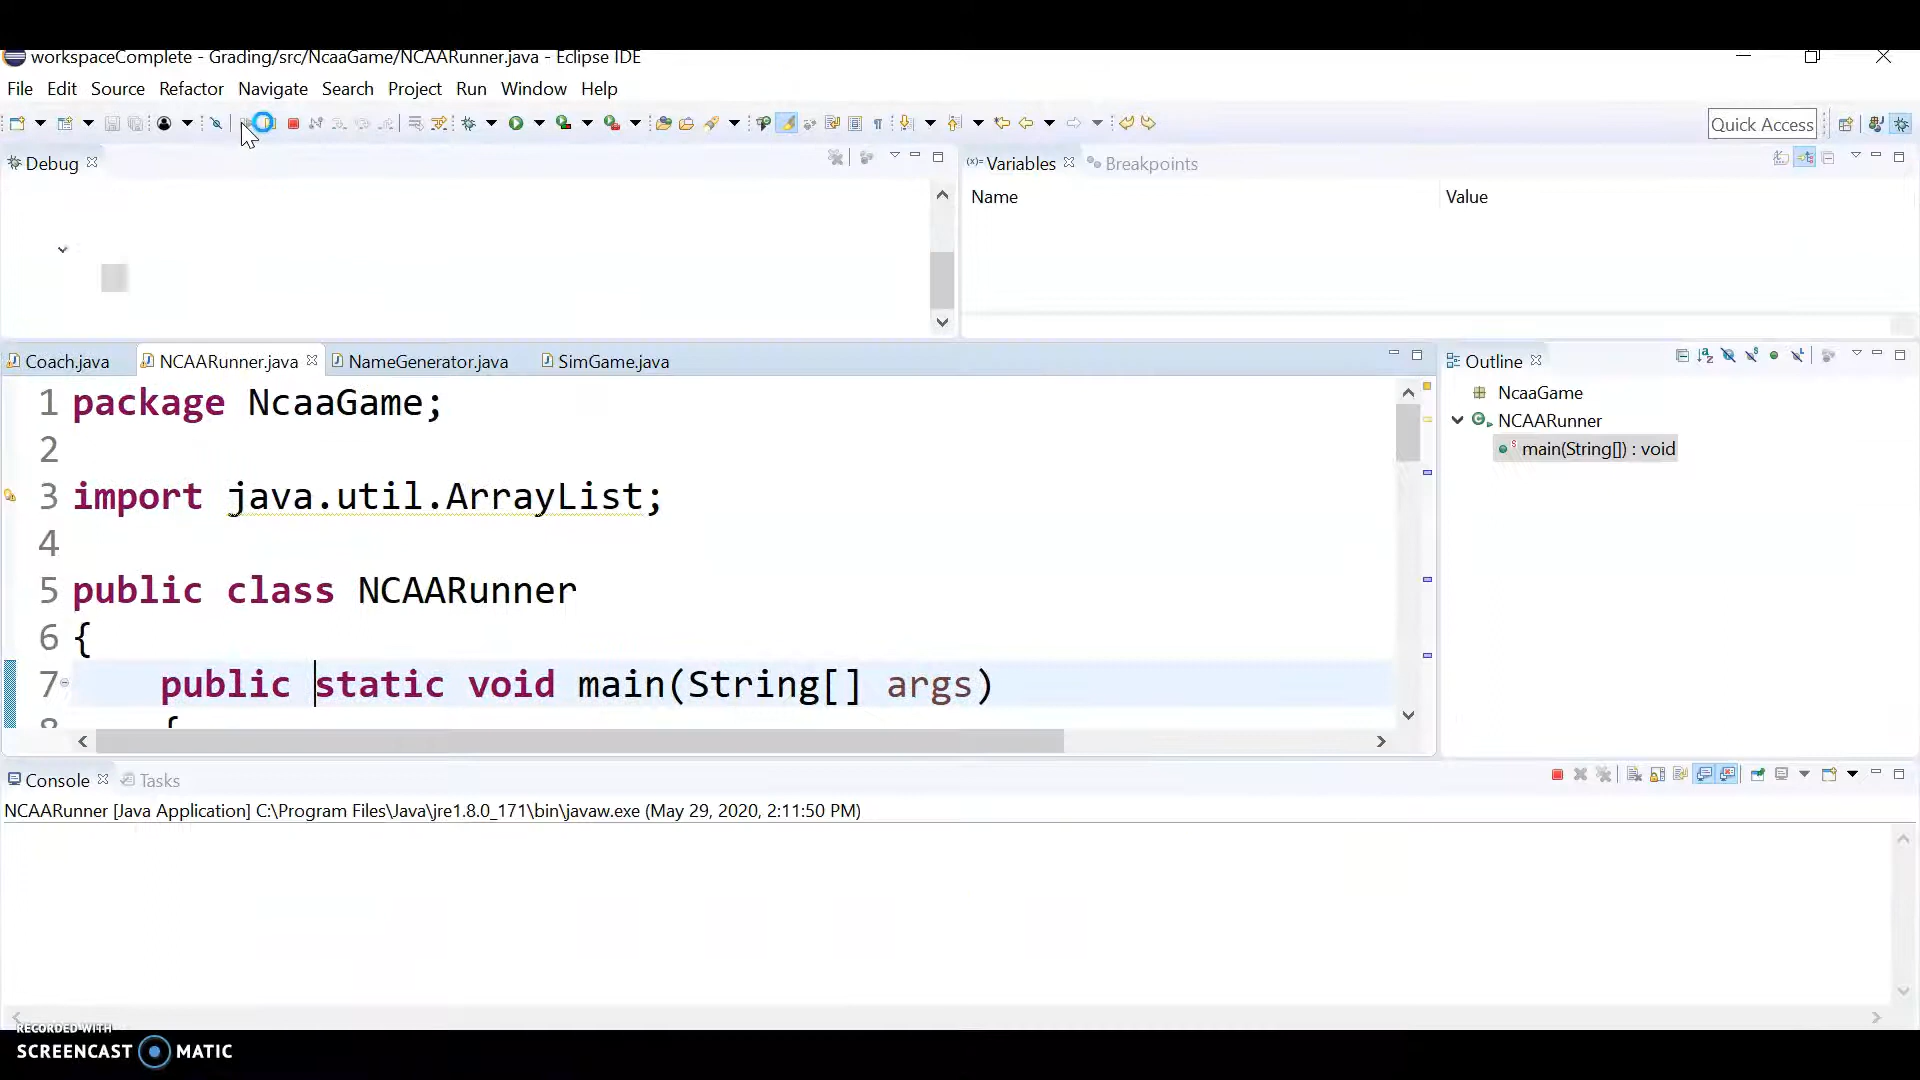 workspaceComplete - Grading/src/NcaaGame/NCAARunner.java - Eclipse IDE
File Edit Source Refactor Navigate Search Project Run Window Help
Quick Access
Debug
Variables Breakpoints
Name Value
Coach.java NCAARunner.java NameGenerator.java SimGame.java
1 package NcaaGame;
2
3 import java.util.ArrayList;
4
5 public class NCAARunner
6 {
7 public static void main(String[] args)
8 {
Outline
NcaaGame
NCAARunner
main(String[]) : void
Console Tasks
NCAARunner [Java Application] C:\Program Files\Java\jre1.8.0_171\bin\javaw.exe (May 29, 2020, 2:11:50 PM)
RECORDED WITH
SCREENCAST MATIC